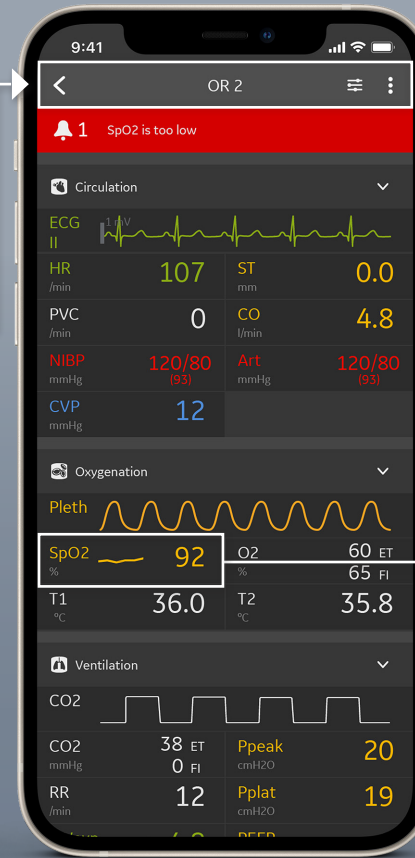 9:41
OR 2
1 SpO2 is too low
Circulation
ECG
II
1 mV
HR 107 ST 0.0
/min mm
PVC 0 CO 4.8
/min l/min
NIBP 120/80 Art 120/80
mmHg (93) mmHg (93)
CVP 12
mmHg
Oxygenation
Pleth
SpO2 92 O2 60 ET
% % 65 FI
T1 36.0 T2 35.8
°C °C
Ventilation
CO2
CO2 38 ET Ppeak 20
mmHg 0 FI cmH2O
RR 12 Pplat 19
/min cmH2O
PEEP